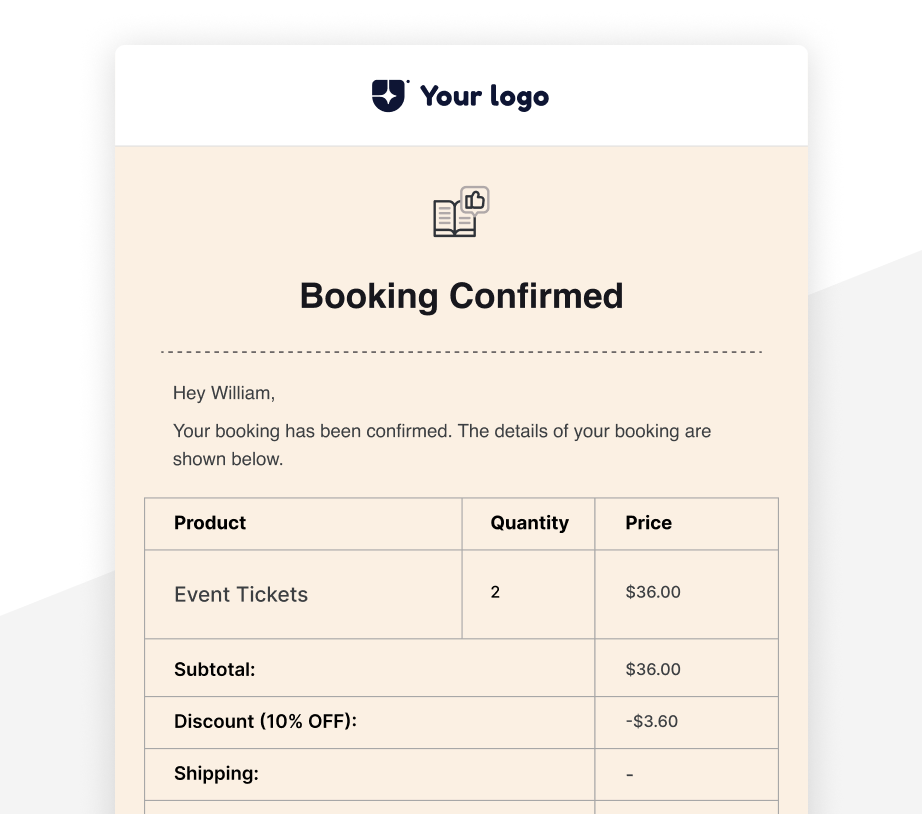 Your logo
Booking Confirmed
Hey William,
Your booking has been confirmed. The details of your booking are
shown below.
Product Quantity Price
Event Tickets 2 $36.00
Subtotal: $36.00
Discount (10% OFF): -$3.60
Shipping: -